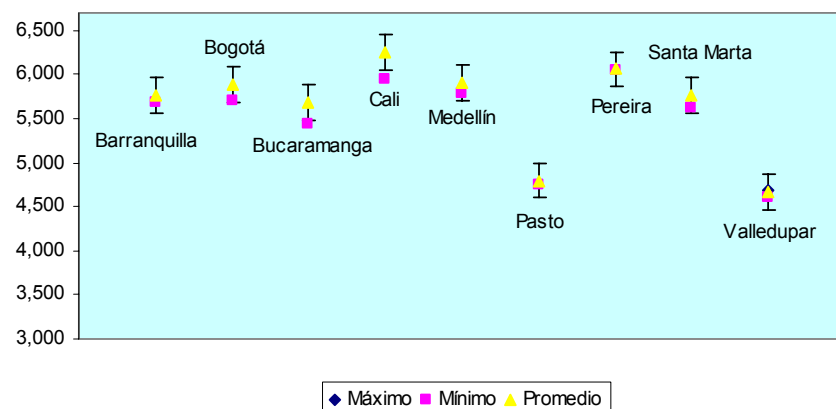 6,500
6,000
5,500
5,000
4,500
4,000
3,500
3,000
Barranquilla
Bogotá
Bucaramanga
Cali
Medellín
Pasto
Pereira
Santa Marta
Valledupar
Máximo Mínimo Promedio